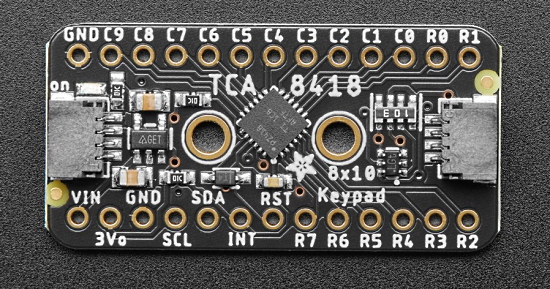 GND C9 C8 C7 C6 C5 C4 C3 C2 C1 C0 R0 R1
on
TCA 8418
8x10
Keypad
VIN GND SDA RST
3Vo SCL INT R7 R6 R5 R4 R3 R2